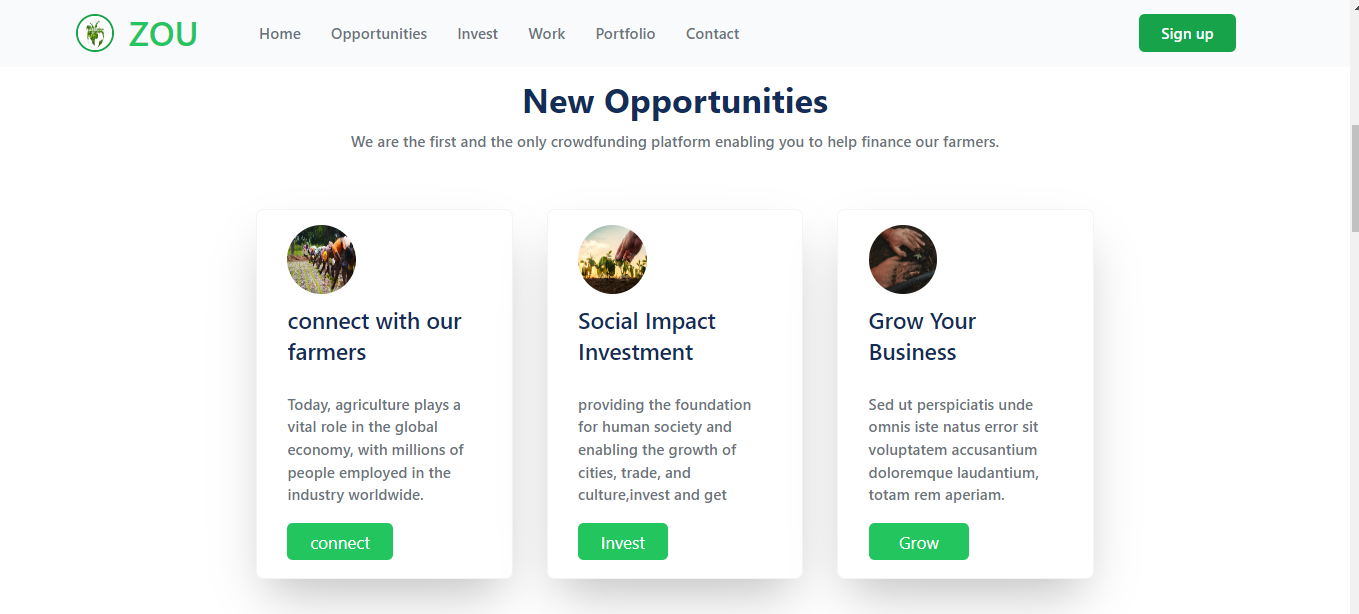 ZOU
Home
Opportunities
Invest
Work
Portfolio
Contact
Sign up
New Opportunities
We are the first and the only crowdfunding platform enabling you to help finance our farmers.
connect with our
farmers
Today, agriculture plays a
vital role in the global
economy, with millions of
people employed in the
industry worldwide.
connect
Social Impact
Investment
providing the foundation
for human society and
enabling the growth of
cities, trade, and
culture,invest and get
Invest
Grow Your
Business
Sed ut perspiciatis unde
omnis iste natus error sit
voluptatem accusantium
doloremque laudantium,
totam rem aperiam.
Grow